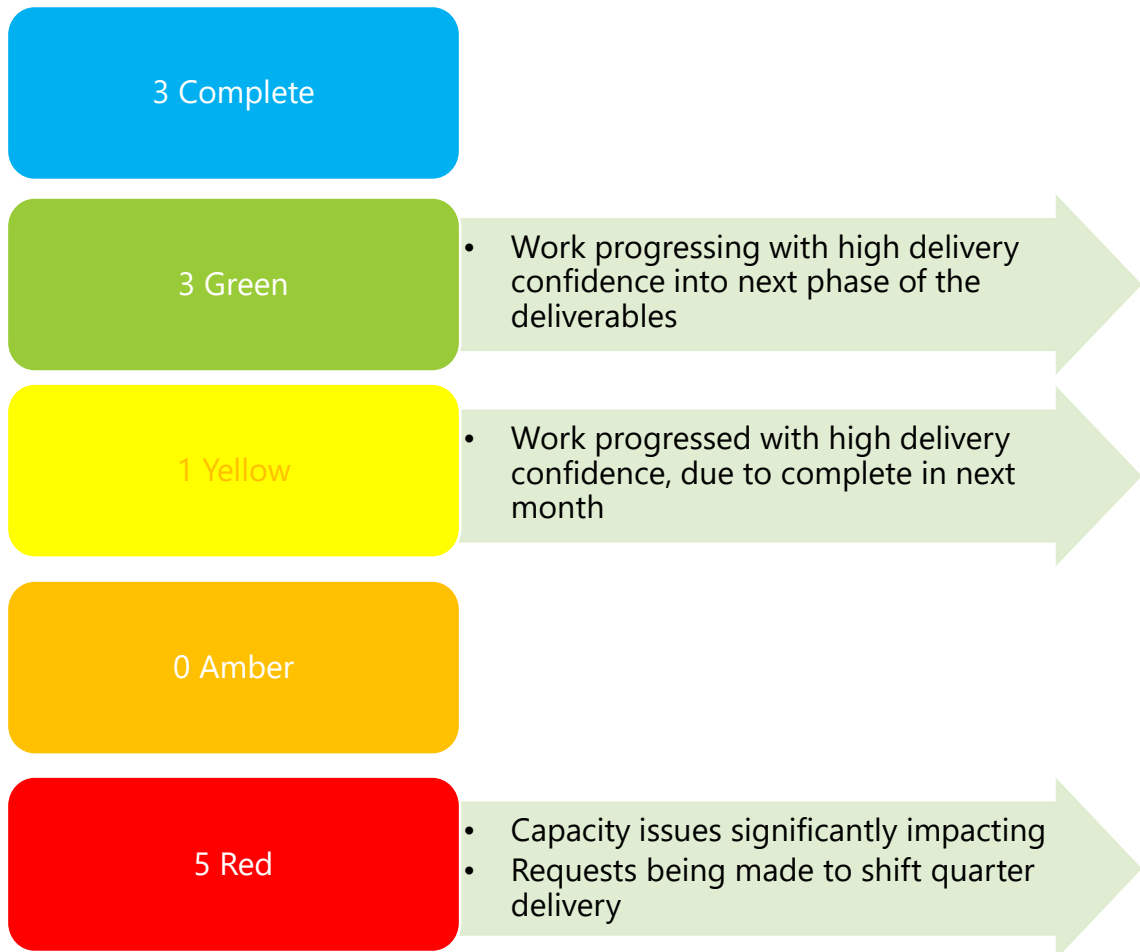 3 Complete
3 Green
• Work progressing with high delivery
confidence into next phase of the
deliverables
1 Yellow
• Work progressed with high delivery
confidence, due to complete in next
month
0 Amber
5 Red
• Capacity issues significantly impacting
• Requests being made to shift quarter
delivery